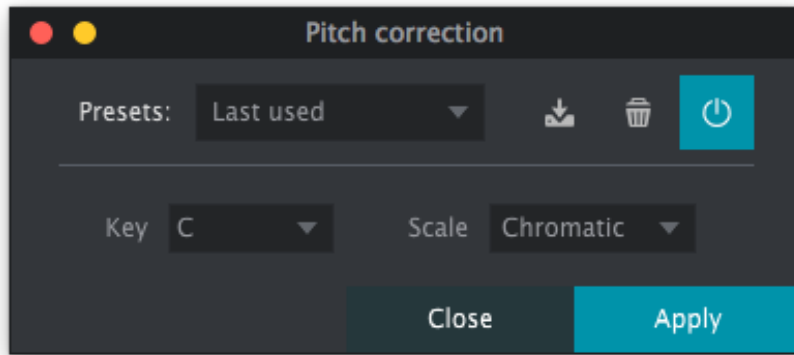 Pitch correction
Presets: Last used
Key C Scale Chromatic
Close Apply